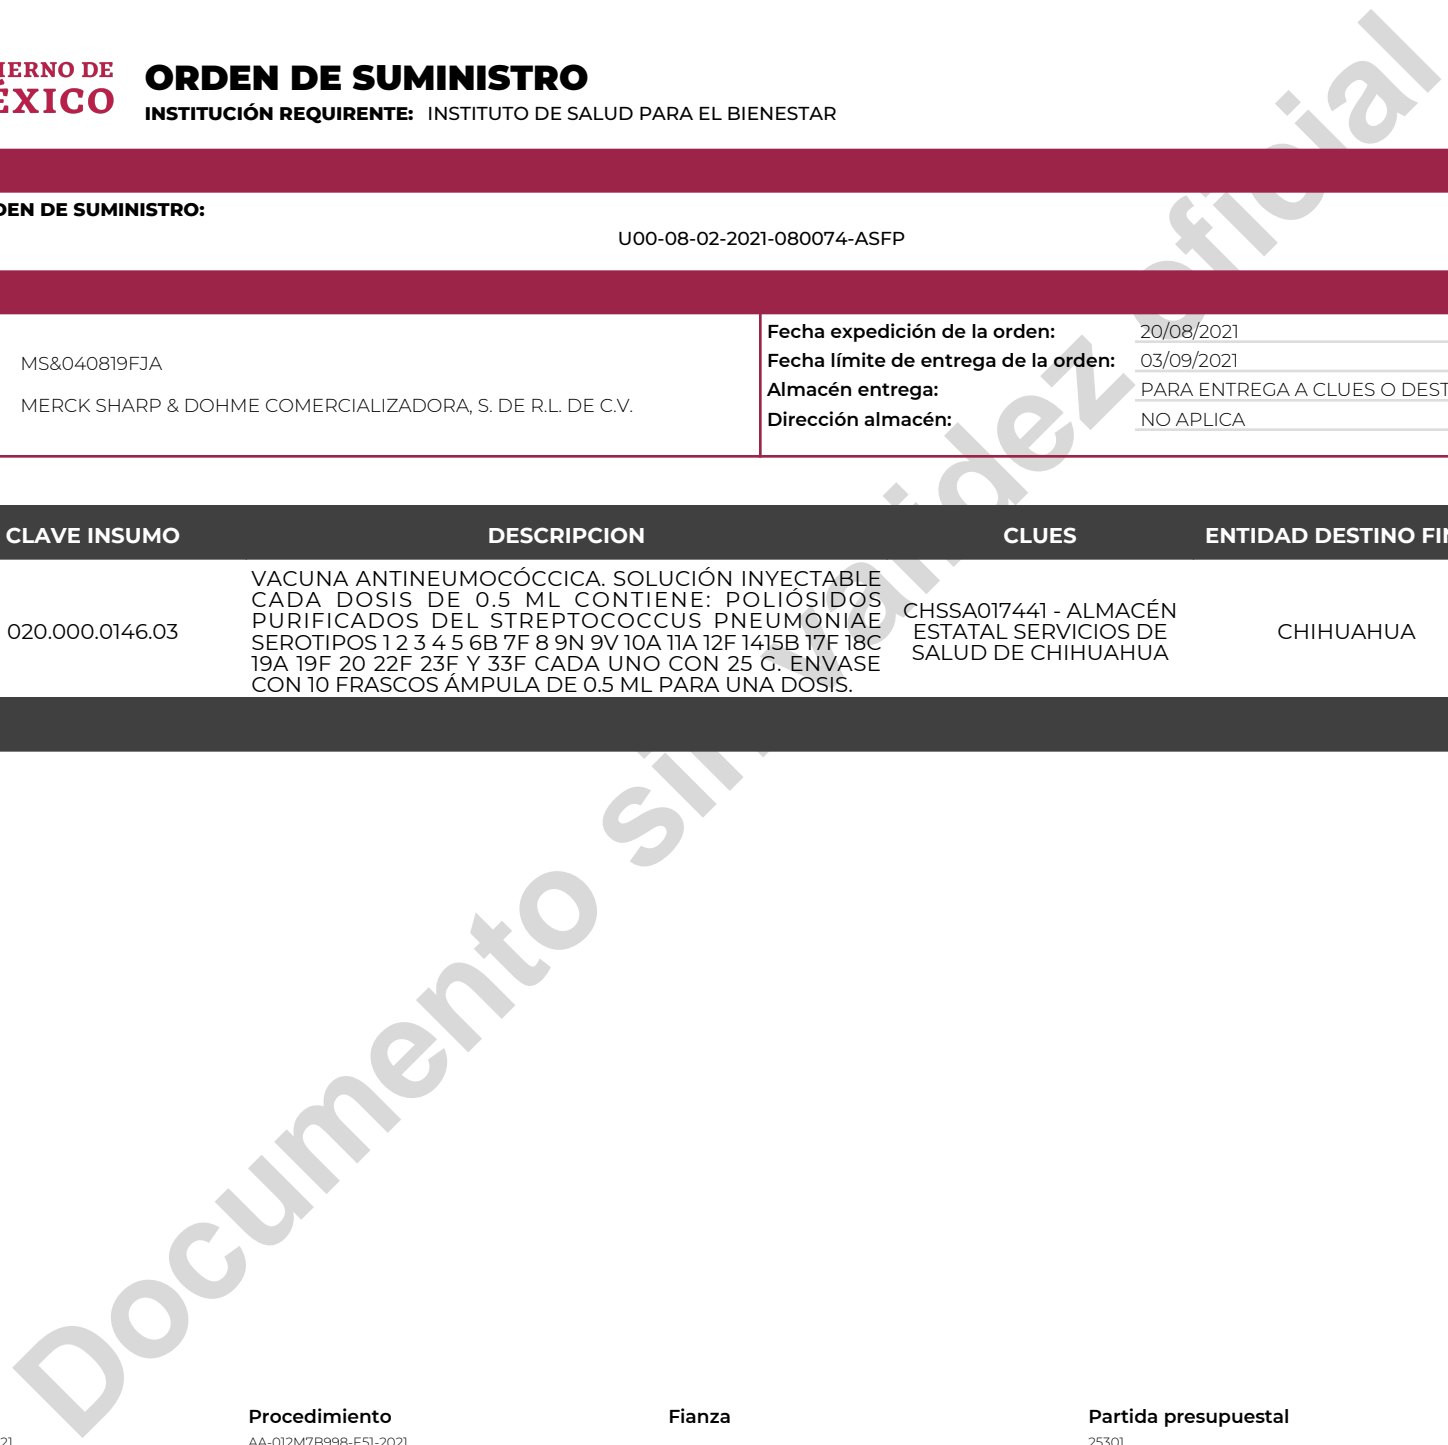 ORDEN DE SUMINISTRO
INSTITUCIÓN REQUIRENTE: INSTITUTO DE SALUD PARA EL BIENESTAR
IERNO DE
ÉXICO
DEN DE SUMINISTRO:
U00-08-02-2021-080074-ASFP
MS&040819FJA
MERCK SHARP & DOHME COMERCIALIZADORA, S. DE R.L. DE C.V.
Fecha expedición de la orden: 20/08/2021
Fecha límite de entrega de la orden: 03/09/2021
Almacén entrega: PARA ENTREGA A CLUES O DEST
Dirección almacén: NO APLICA
CLAVE INSUMO DESCRIPCION CLUES ENTIDAD DESTINO FIN
020.000.0146.03
VACUNA ANTINEUMOCÓCCICA. SOLUCIÓN INYECTABLE
CADA DOSIS DE 0.5 ML CONTIENE: POLIÓSIDOS
PURIFICADOS DEL STREPTOCOCCUS PNEUMONIAE
SEROTIPOS 1 2 3 4 5 6B 7F 8 9N 9V 10A 11A 12F 1415B 17F 18C
19A 19F 20 22F 23F Y 33F CADA UNO CON 25 G. ENVASE
CON 10 FRASCOS ÁMPULA DE 0.5 ML PARA UNA DOSIS.
CHSSA017441 - ALMACÉN
ESTATAL SERVICIOS DE
SALUD DE CHIHUAHUA
CHIHUAHUA
Documento sin validez oficial
Procedimiento Fianza Partida presupuestal
21 AA-012M7B998-E51-2021 25301